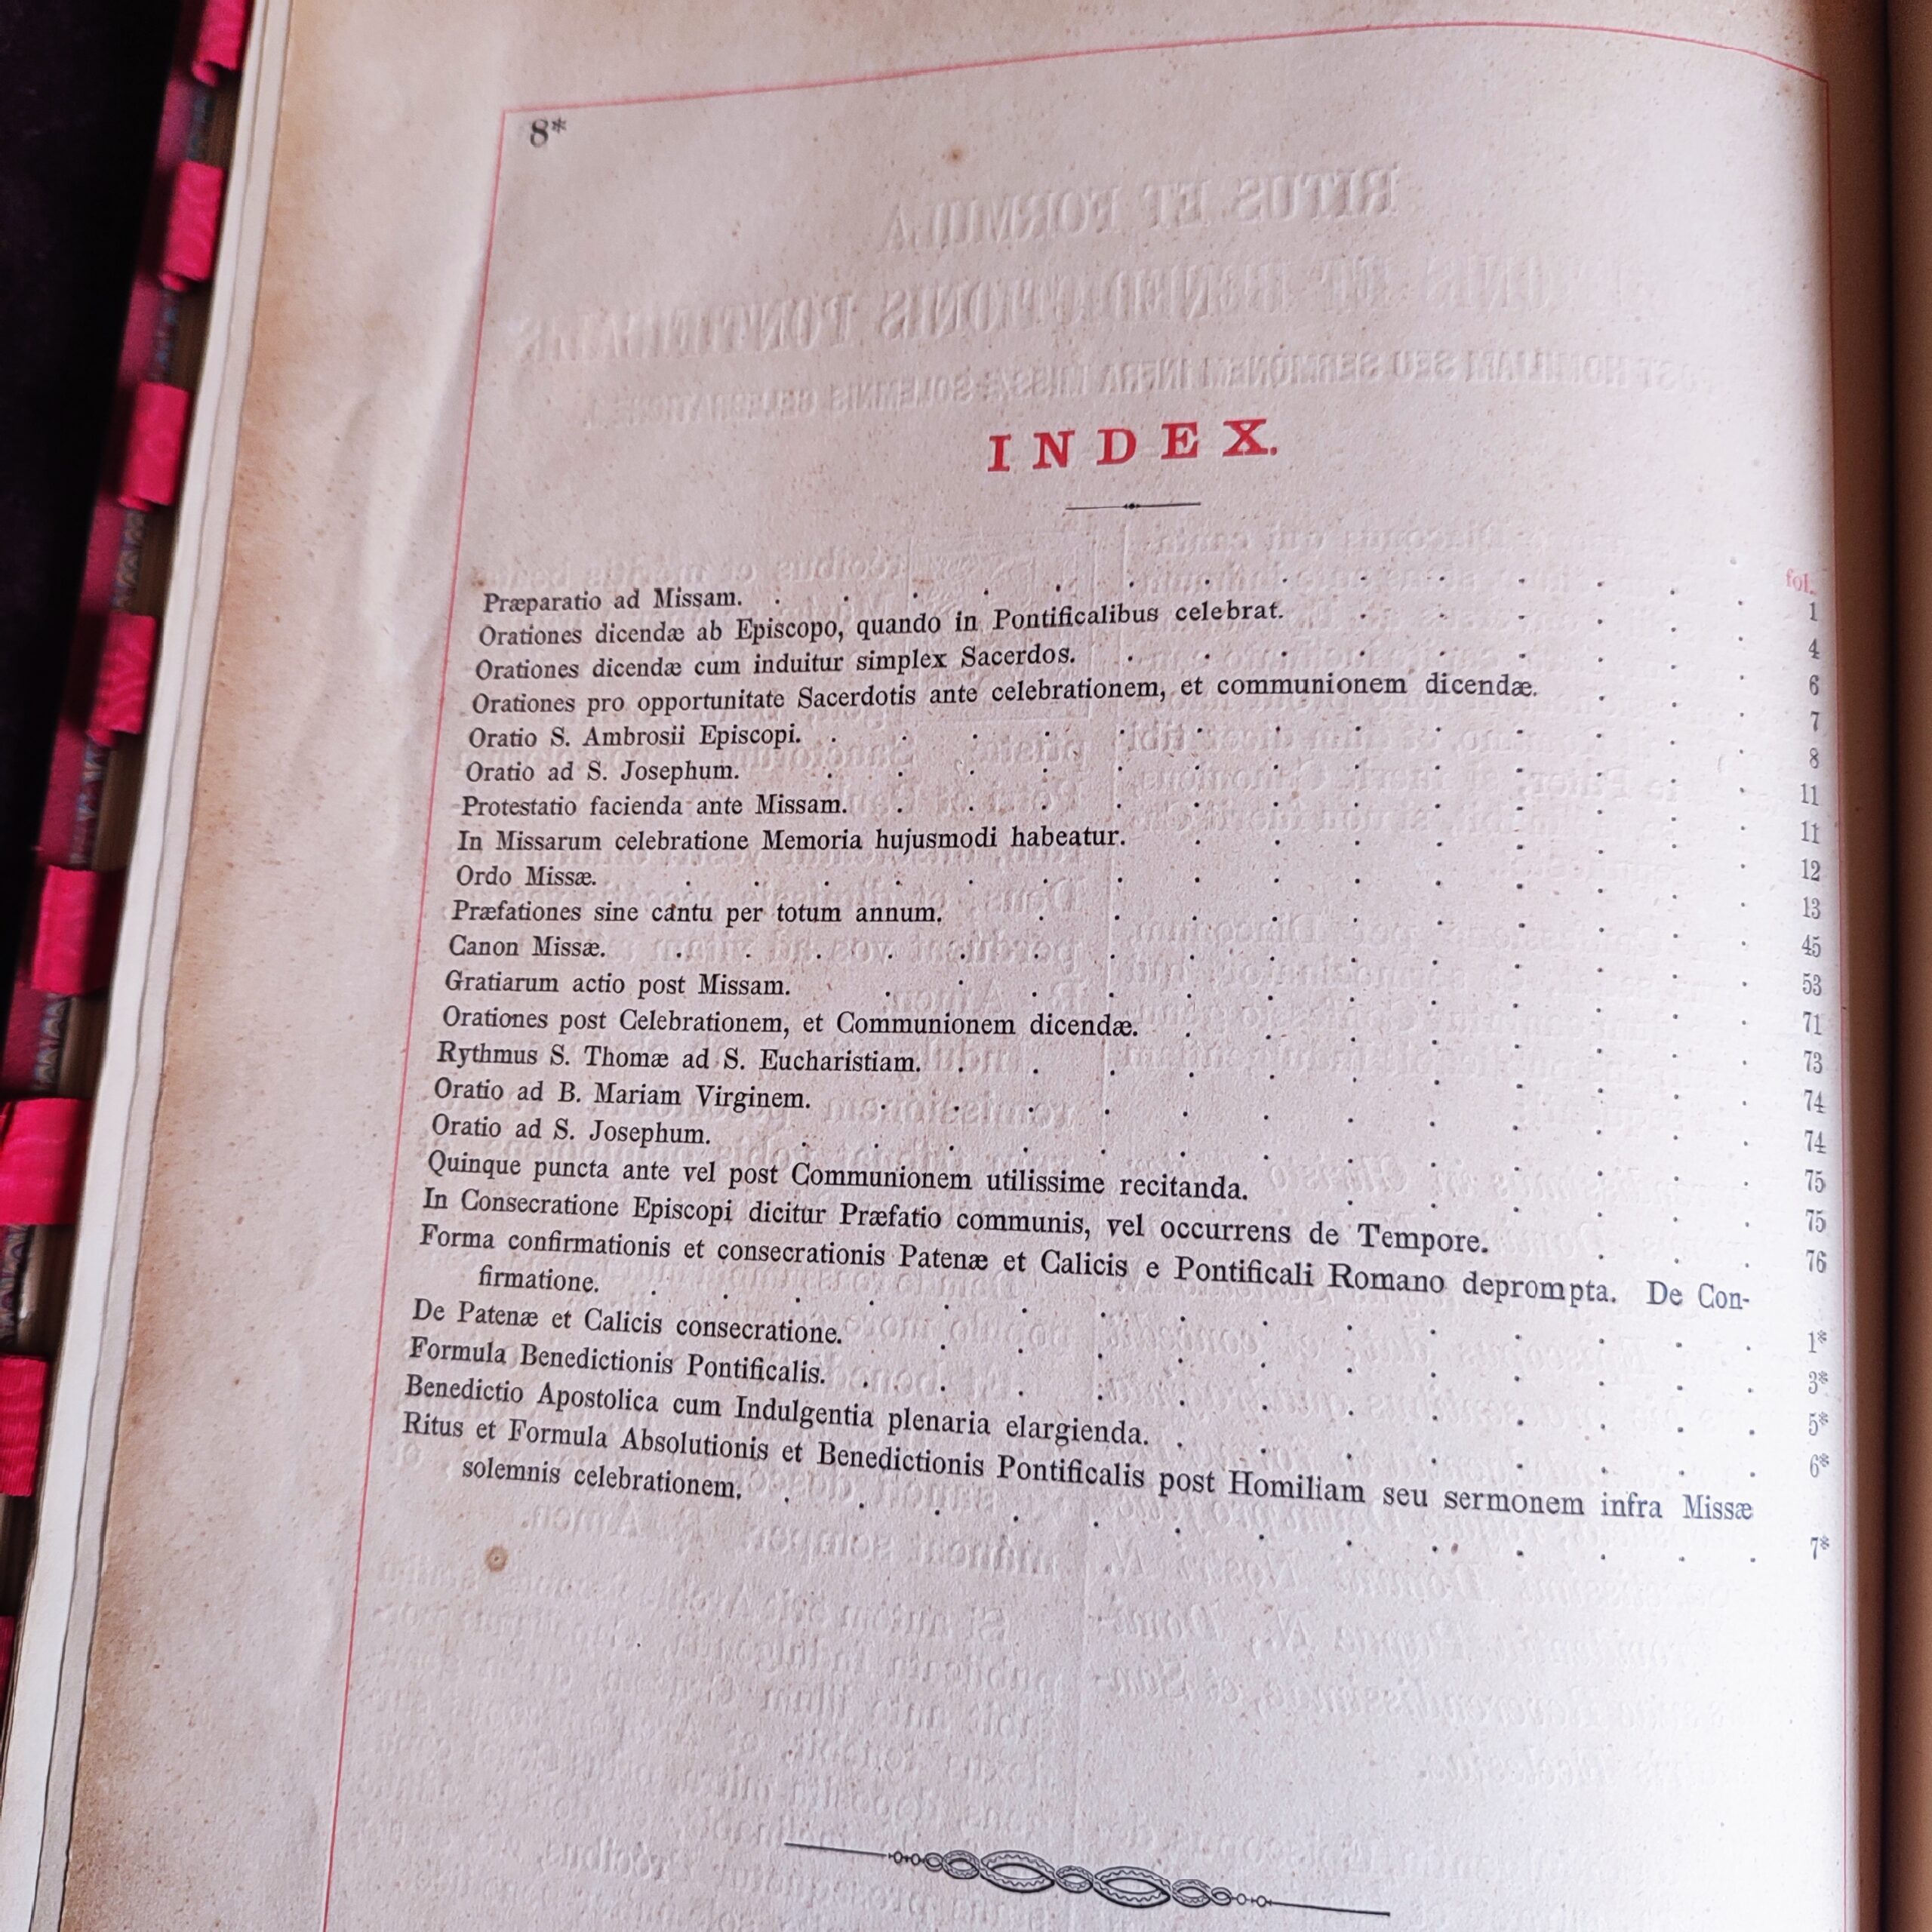 8*
INDEX.
fol.
Præparatio ad Missam. . . . . . . . . . . . . . 1
Orationes dicendæ ab Episcopo, quando in Pontificalibus celebrat. . . . . . . 4
Orationes dicendæ cum induitur simplex Sacerdos. . . . . . . . . . 6
Orationes pro opportunitate Sacerdotis ante celebrationem, et communionem dicendæ. . . . 7
Oratio S. Ambrosii Episcopi. . . . . . . . . . . . . . 8
Oratio ad S. Josephum. . . . . . . . . . . . . . 11
Protestatio facienda ante Missam. . . . . . . . . . . . . 11
In Missarum celebratione Memoria hujusmodi habeatur. . . . . . . . . 12
Ordo Missæ. . . . . . . . . . . . . . . . 13
Præfationes sine cantu per totum annum. . . . . . . . . . . 45
Canon Missæ. . . . . . . . . . . . . . . . 53
Gratiarum actio post Missam. . . . . . . . . . . . . 71
Orationes post Celebrationem, et Communionem dicendæ. . . . . . . . . 73
Rythmus S. Thomæ ad S. Eucharistiam. . . . . . . . . . . . 74
Oratio ad B. Mariam Virginem. . . . . . . . . . . . . 74
Oratio ad S. Josephum. . . . . . . . . . . . . . 75
Quinque puncta ante vel post Communionem utilissime recitanda. . . . . . . 75
In Consecratione Episcopi dicitur Præfatio communis, vel occurrens de Tempore. . . . 76
Forma confirmationis et consecrationis Patenæ et Calicis e Pontificali Romano deprompta. De Con-
firmatione. . . . . . . . . . . . . . . . 1*
De Patenæ et Calicis consecratione. . . . . . . . . . . . 3*
Formula Benedictionis Pontificalis. . . . . . . . . . . . . 5*
Benedictio Apostolica cum Indulgentia plenaria elargienda. . . . . . . . . 6*
Ritus et Formula Absolutionis et Benedictionis Pontificalis post Homiliam seu sermonem infra Missæ
solemnis celebrationem. . . . . . . . . . . . . . 7*